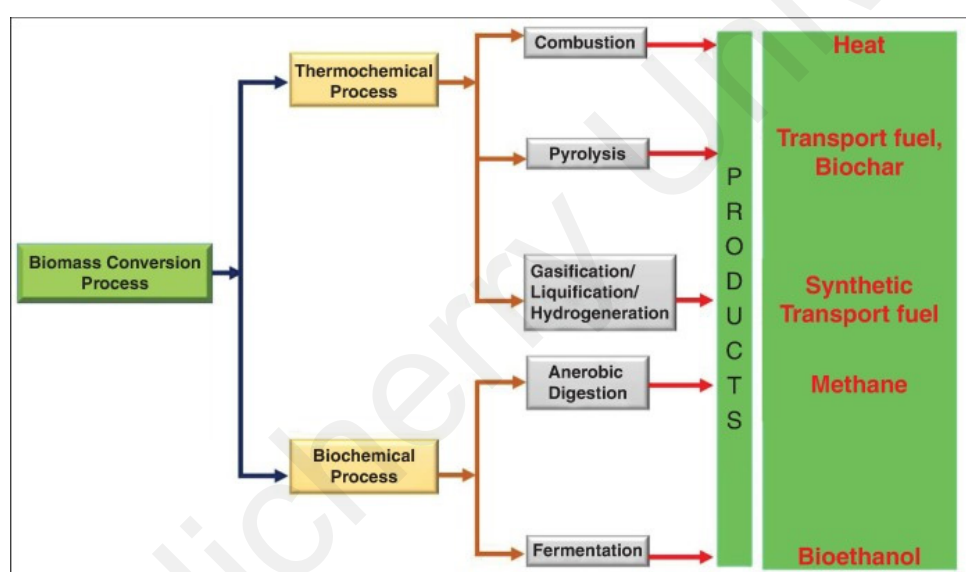 Combustion
Heat
Thermochemical
Process
Pyrolysis
Transport fuel,
Biochar
P
R
O
D
U
C
T
S
Biomass Conversion
Process
Gasification/
Liquification/
Hydrogeneration
Synthetic
Transport fuel
Anerobic
Digestion
Methane
Biochemical
Process
Fermentation
Bioethanol